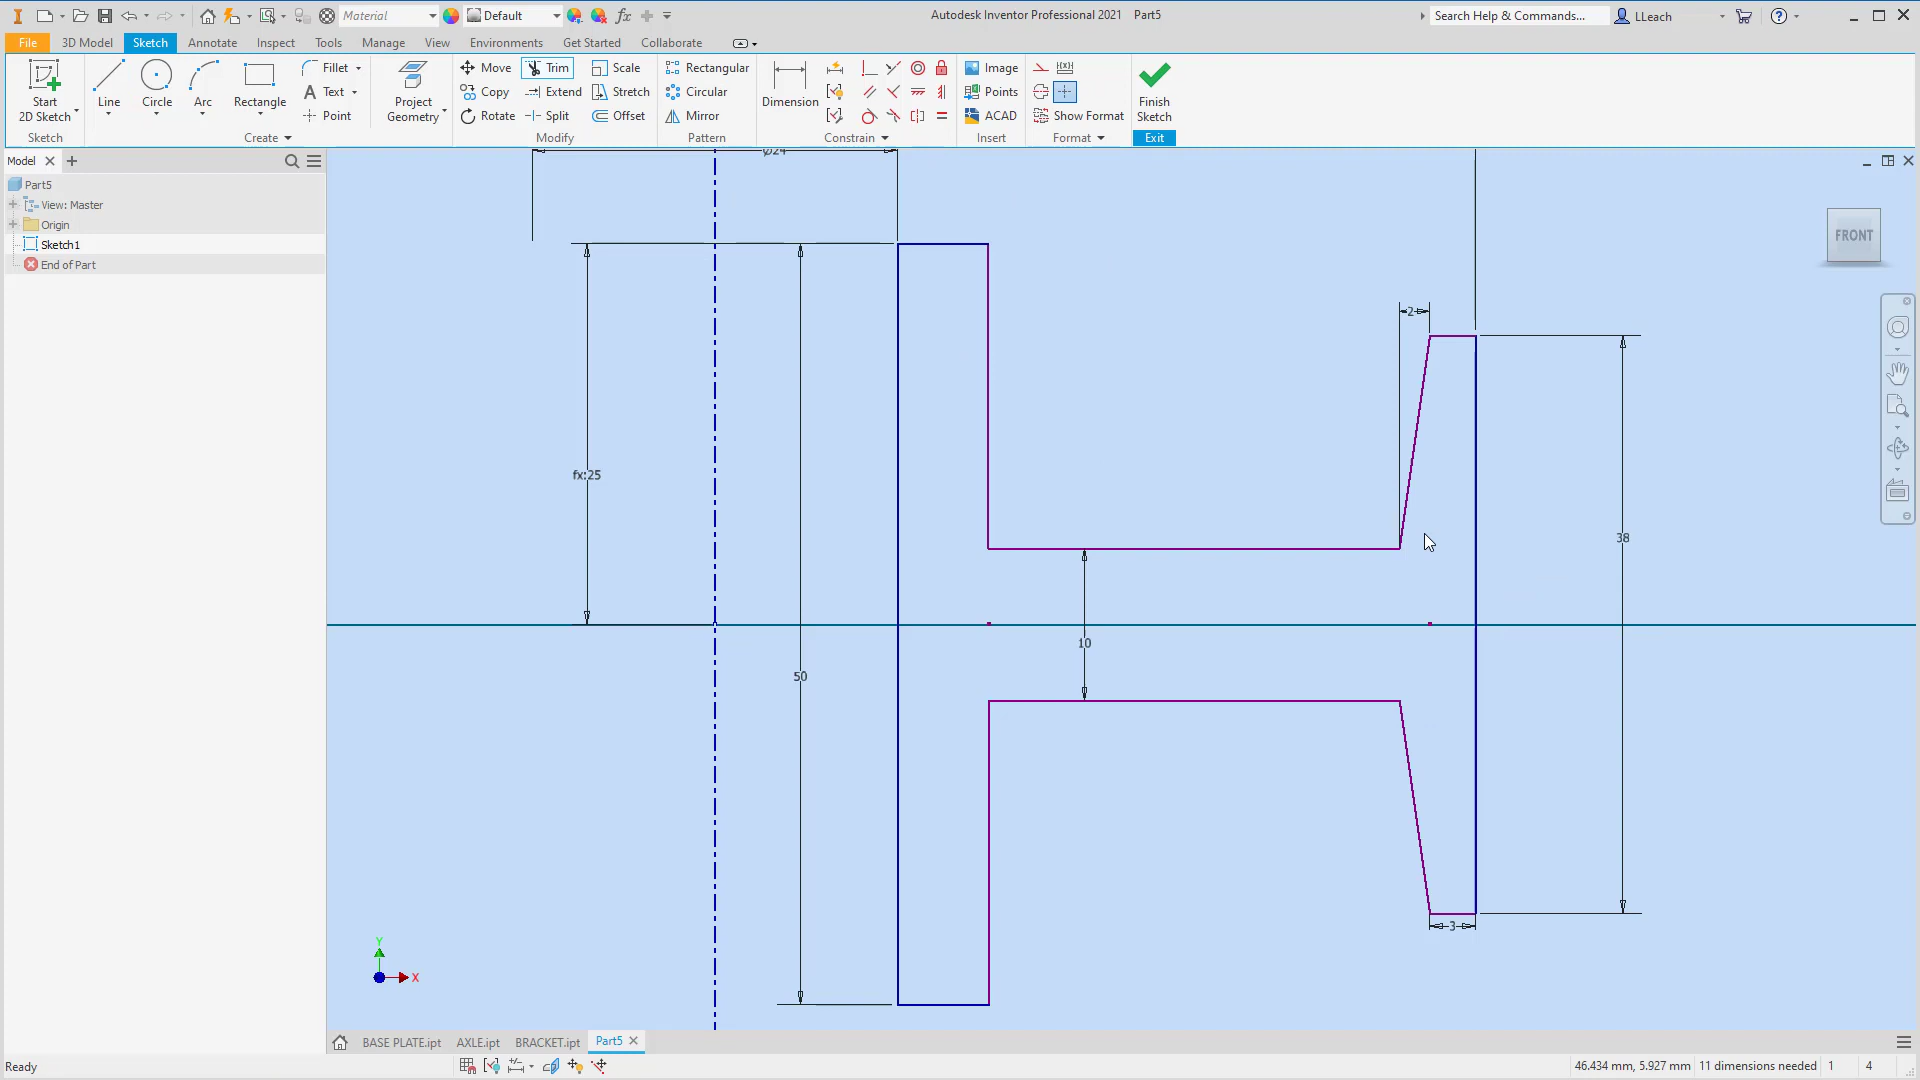 Material
Default
Autodesk Inventor Professional 2021   Part5
Search Help & Commands...
LLeach
File
3D Model
Sketch
Annotate
Inspect
Tools
Manage
View
Environments
Get Started
Collaborate
Start
2D Sketch
Line
Circle
Arc
Rectangle
Fillet
Text
Point
Project
Geometry
Move
Trim
Scale
Copy
Extend
Stretch
Rotate
Split
Offset
Rectangular
Circular
Mirror
Dimension
Image
Points
ACAD
Show Format
Finish
Sketch
Sketch
Create
Modify
Pattern
Constrain
Insert
Format
Exit
Model
Part5
View: Master
Origin
Sketch1
End of Part
ø24
FRONT
2
fx:25
38
10
50
3
Y
X
BASE PLATE.ipt
AXLE.ipt
BRACKET.ipt
Part5
Ready
46.434 mm, 5.927 mm
11 dimensions needed
1
4